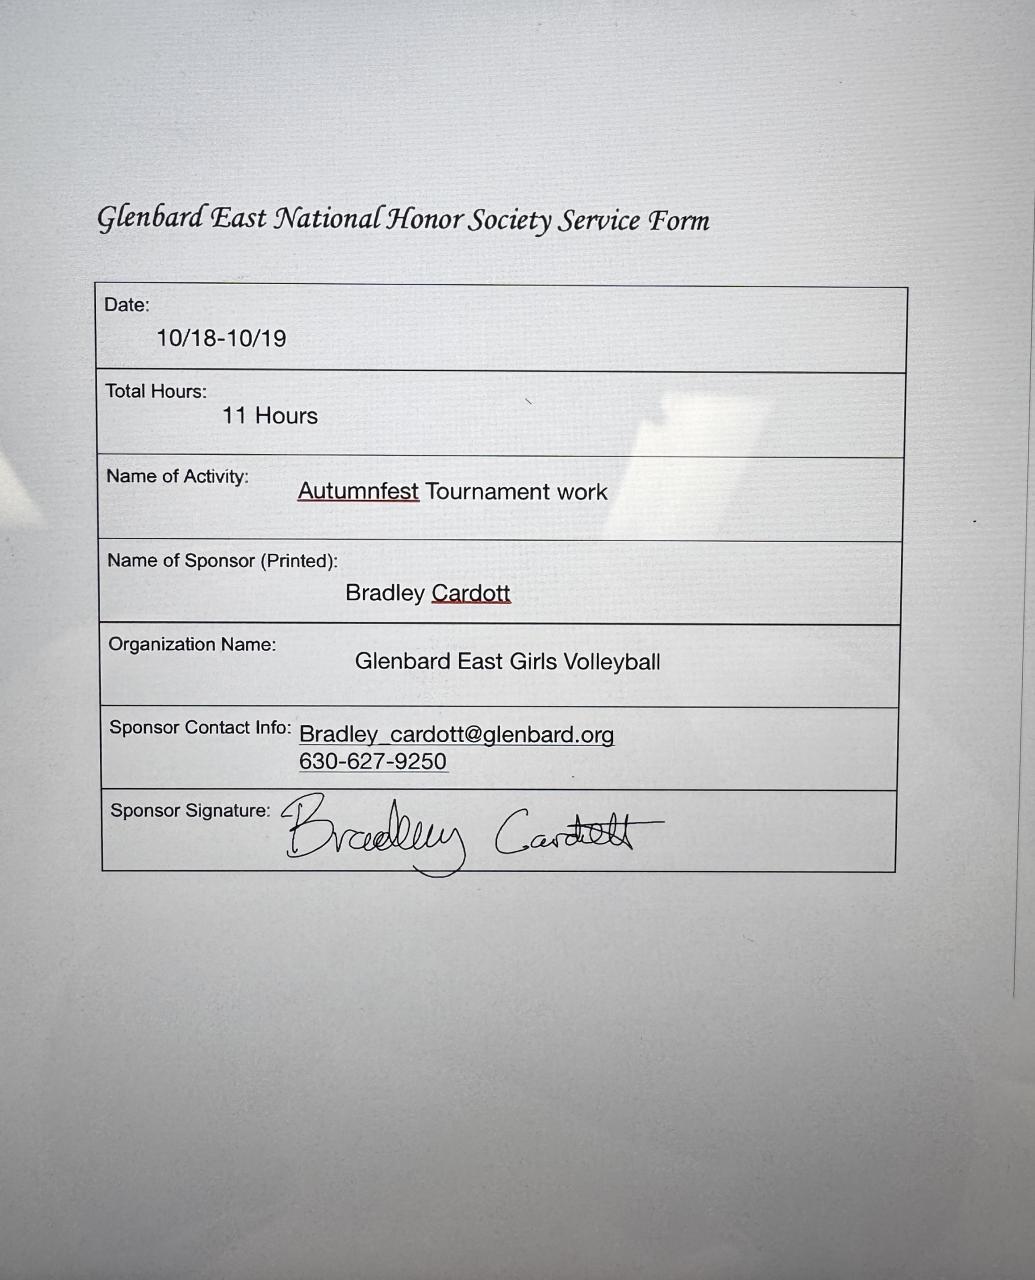 Glenbard East National Honor Society Service Form
Date:
10/18-10/19
Total Hours:
11 Hours
Name of Activity:
Autumnfest Tournament work
Name of Sponsor (Printed):
Bradley Cardott
Organization Name:
Glenbard East Girls Volleyball
Sponsor Contact Info: Bradley_cardott@glenbard.org
630-627-9250
Sponsor Signature: Bradley Cardott